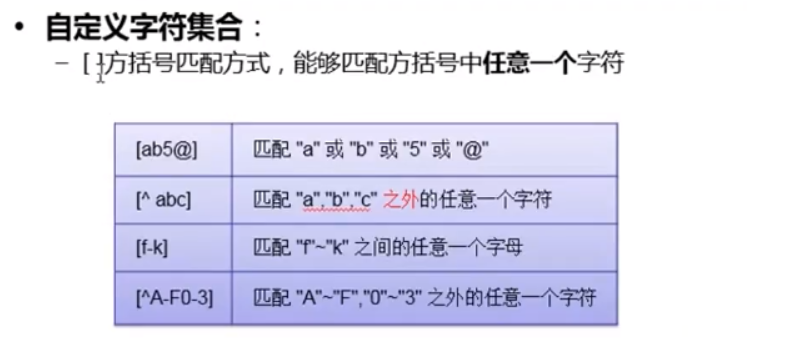 • 自定义字符集合：
– [ ]方括号匹配方式，能够匹配方括号中任意一个字符
[ab5@] 匹配 "a" 或 "b" 或 "5" 或 "@"
[^ abc] 匹配 "a","b","c" 之外的任意一个字符
[f-k] 匹配 "f"~"k" 之间的任意一个字母
[^A-F0-3] 匹配 "A"~"F","0"~"3" 之外的任意一个字符